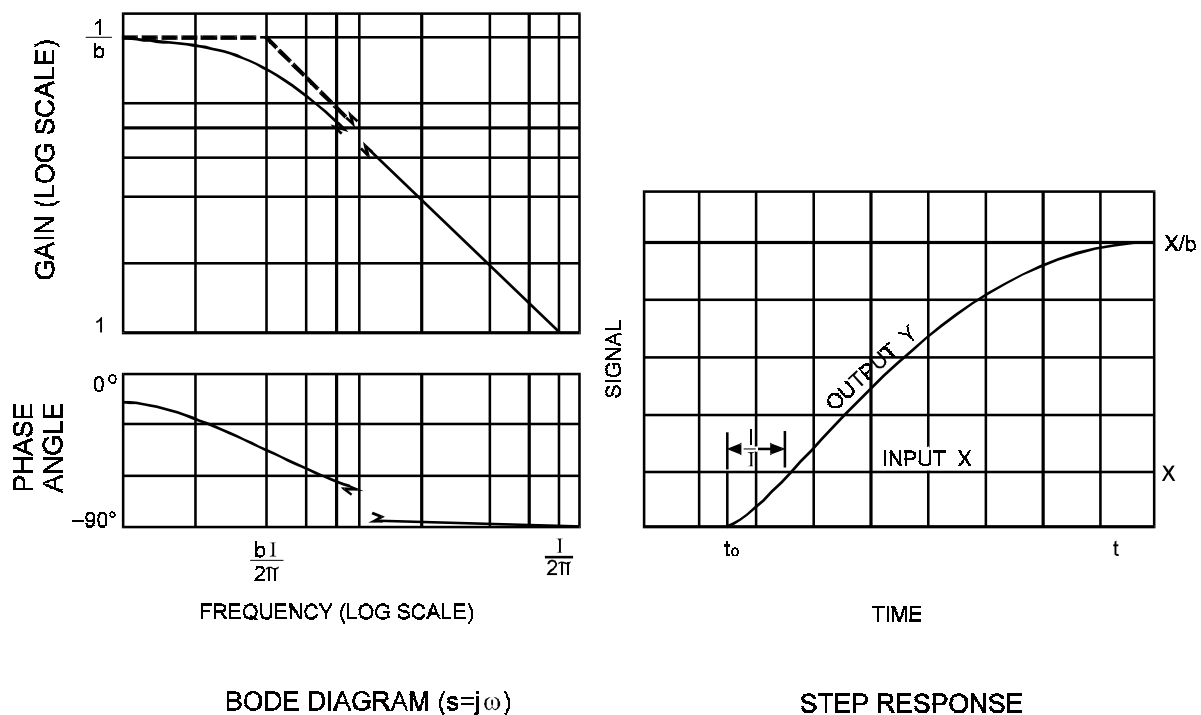 1
b
GAIN (LOG SCALE)
1
0°
PHASE
ANGLE
–90°
b I
2π
I
2π
FREQUENCY (LOG SCALE)
BODE DIAGRAM (s=jω)
X/b
SIGNAL
OUTPUT Y
I
INPUT X
X
t₀
t
TIME
STEP RESPONSE